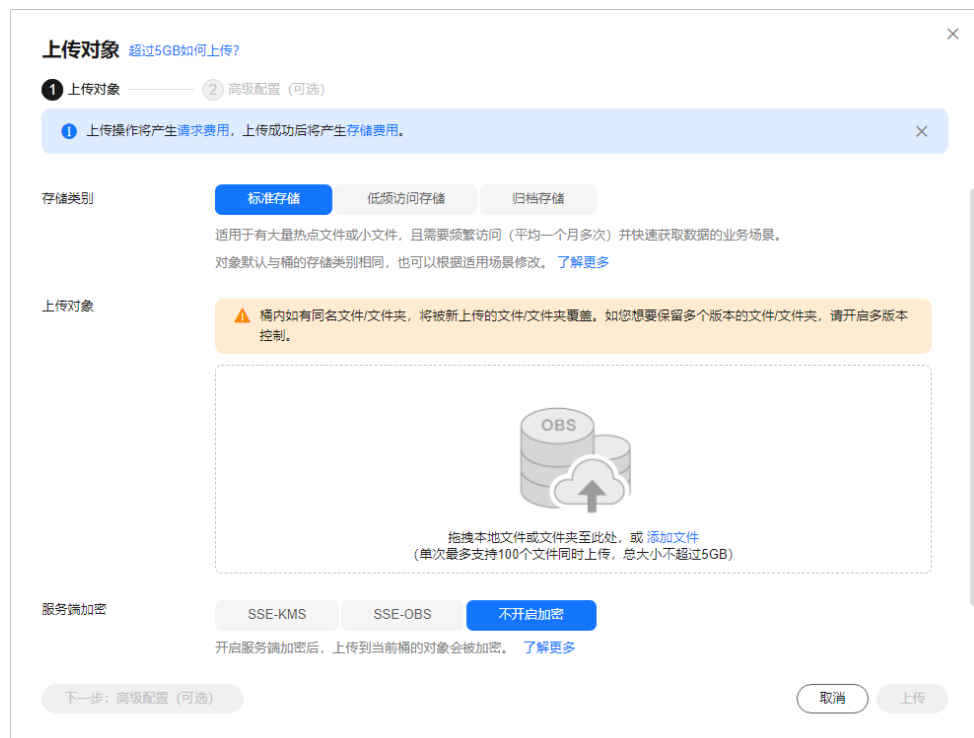 上传对象 超过5GB如何上传?
1 上传对象 2 高级配置（可选）
上传操作将产生请求费用，上传成功后将产生存储费用。
存储类别 标准存储 低频访问存储 归档存储
适用于有大量热点文件或小文件，且需要频繁访问（平均一个月多次）并快速获取数据的业务场景。
对象默认与桶的存储类别相同，也可以根据适用场景修改。 了解更多
上传对象
桶内如有同名文件/文件夹，将被新上传的文件/文件夹覆盖。如您想要保留多个版本的文件/文件夹，请开启多版本
控制。
OBS
拖拽本地文件或文件夹至此处，或 添加文件
（单次最多支持100个文件同时上传，总大小不超过5GB）
服务端加密 SSE-KMS SSE-OBS 不开启加密
开启服务端加密后，上传到当前桶的对象会被加密。 了解更多
下一步：高级配置（可选） 取消 上传